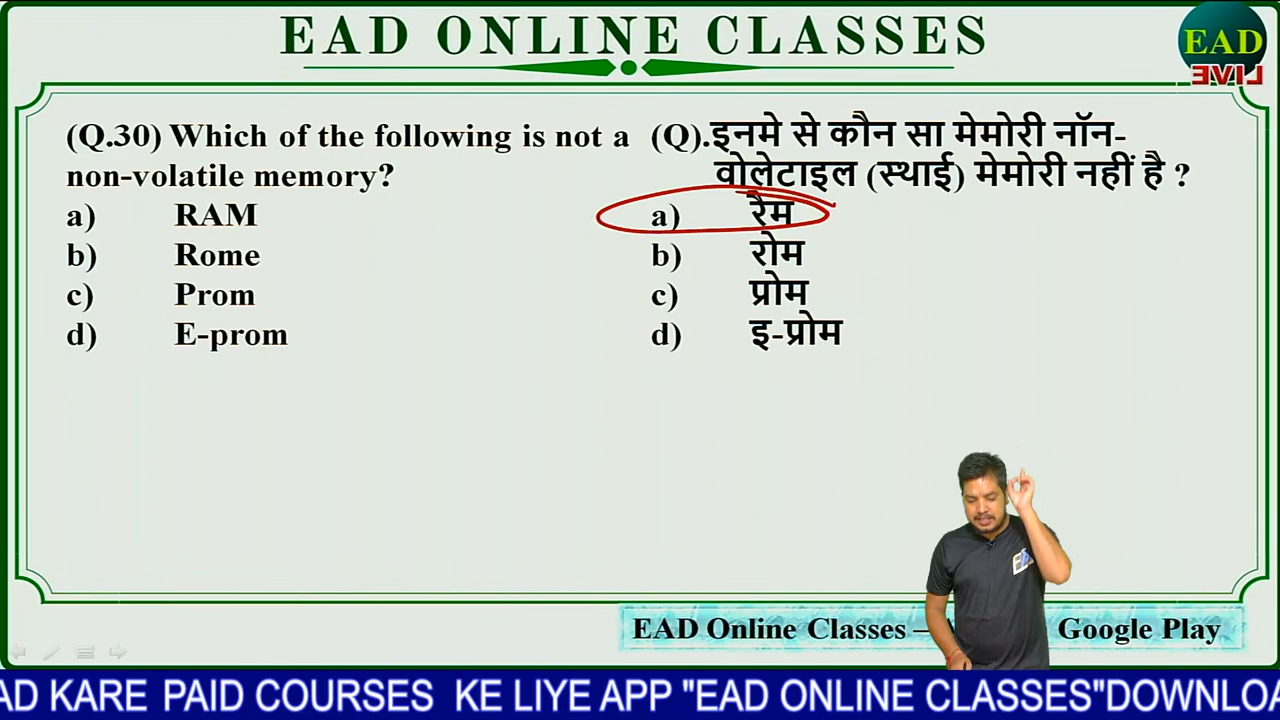 EAD ONLINE CLASSES
EAD
LIVE
(Q.30) Which of the following is not a
non-volatile memory?
a) RAM
b) Rome
c) Prom
d) E-prom
(Q).इनमे से कौन सा मेमोरी नॉन-
वोलेटाइल (स्थाई) मेमोरी नहीं है ?
a) रैम
b) रोम
c) प्रोम
d) इ-प्रोम
EAD Online Classes – Google Play
AD KARE PAID COURSES KE LIYE APP "EAD ONLINE CLASSES"DOWNLOA